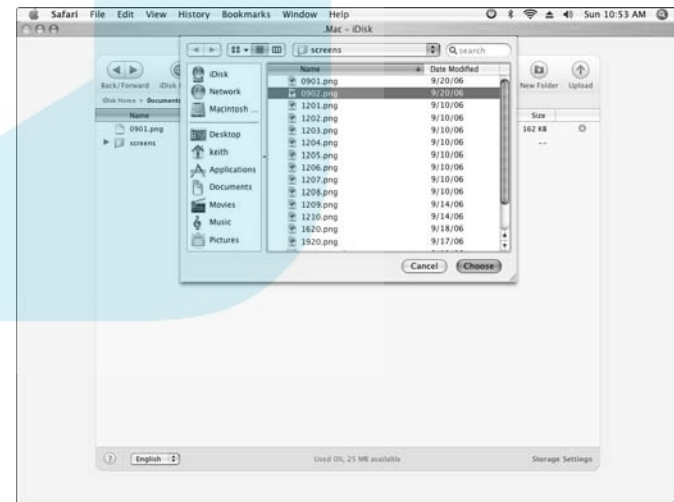 Safari File Edit View History Bookmarks Window Help Sun 10:53 AM
.Mac – iDisk
screens search
Back/Forward iDisk New Folder Upload
iDisk Home Documents
Name Size
0901.png 162 KB
screens --
iDisk
Network
Macintosh ...
Desktop
keith
Applications
Documents
Movies
Music
Pictures
Name Date Modified
0901.png 9/20/06
0902.png 9/20/06
1201.png 9/10/06
1202.png 9/10/06
1203.png 9/10/06
1204.png 9/10/06
1205.png 9/10/06
1206.png 9/10/06
1207.png 9/10/06
1208.png 9/10/06
1209.png 9/14/06
1210.png 9/14/06
1620.png 9/18/06
1920.png 9/17/06
Cancel Choose
? English Used 0%, 25 MB available Storage Settings